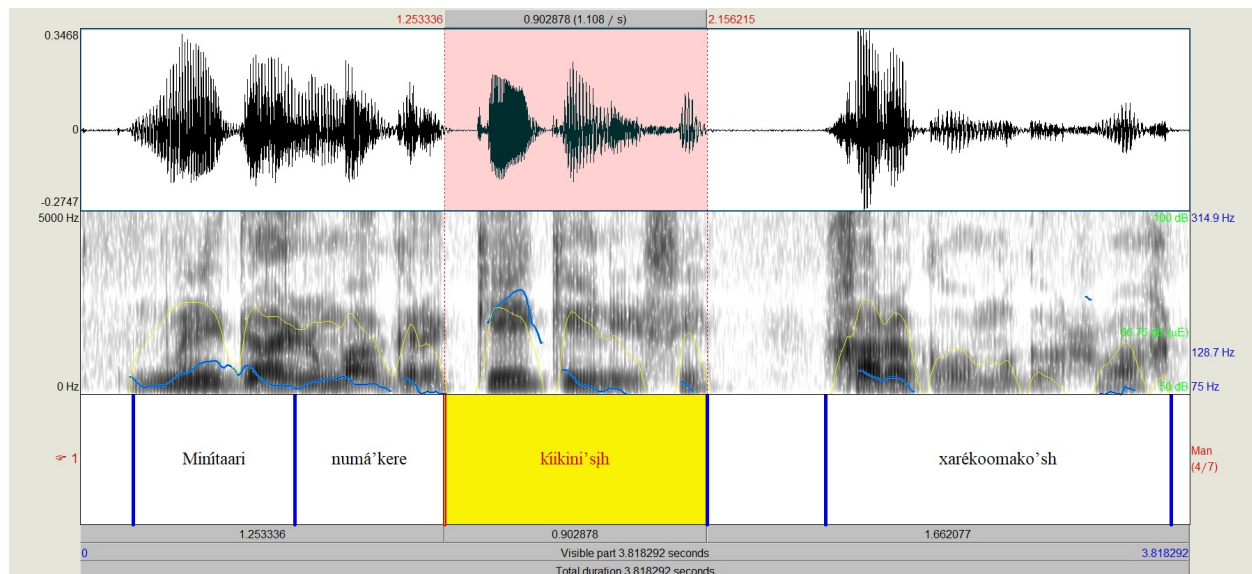 1.253336 0.902878 (1.108 / s) 2.156215
0.3468
0
-0.2747
5000 Hz 100 dB 314.9 Hz
128.7 Hz
0 Hz 50 dB 75 Hz
☞ 1 Minítaari numá’kere kíikini’sįh xarékoomako’sh Man
(4/7)
1.253336 0.902878 1.662077
0 Visible part 3.818292 seconds 3.818292
Total duration 3.818292 seconds